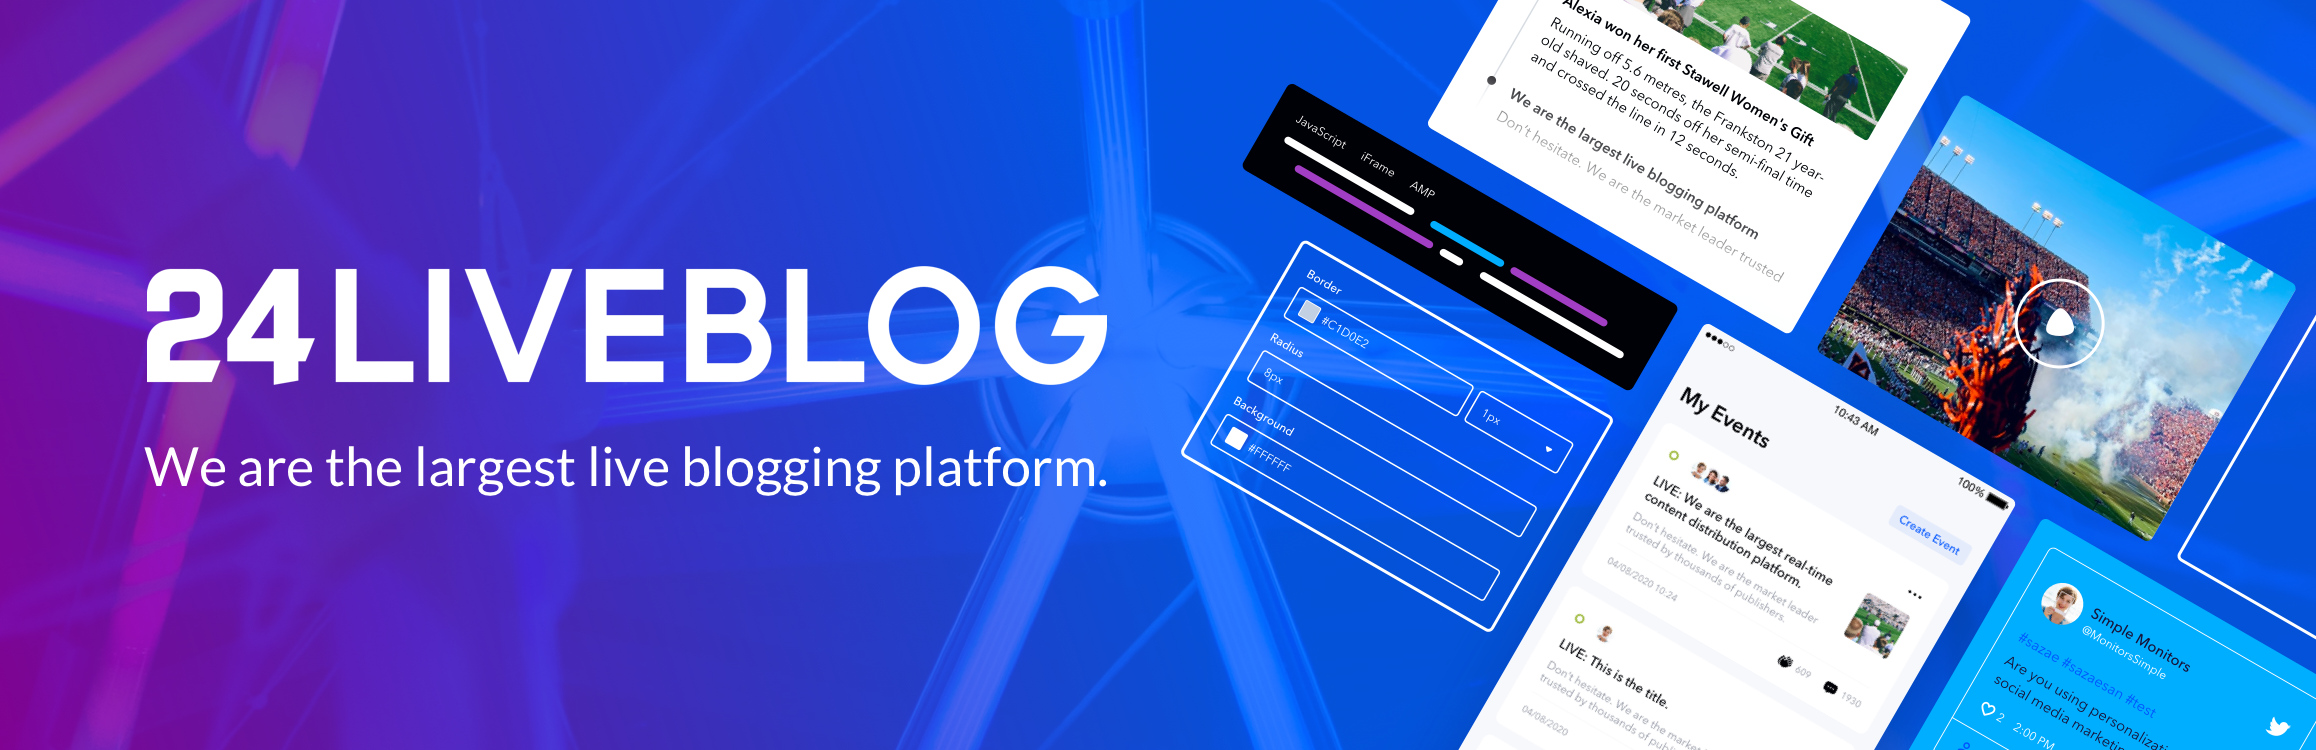 24LIVEBLOG
We are the largest live blogging platform.
Alexia won her first Stawell Women's Gift
Running off 5.6 metres, the Frankston 21 year-
old shaved. 20 seconds off her semi-final time
and crossed the line in 12 seconds.
We are the largest live blogging platform
Don't hesitate. We are the market leader trusted
JavaScript iFrame AMP
Border
#C1D0E2
1px
Radius
8px
Background
#FFFFFF
10:43 AM
100%
My Events
Create Event
LIVE: We are the largest real-time
content distribution platform.
Don't hesitate. We are the market leader
trusted by thousands of publishers.
04/08/2020 10:24
609 1930
LIVE: This is the title.
Don't hesitate. We are the market
trusted by thousands of pub
04/08/2020
Simple Monitors
@MonitorsSimple
#sazae #sazaesan #test
Are you using personalizati
social media marketin
2 2:00 PM